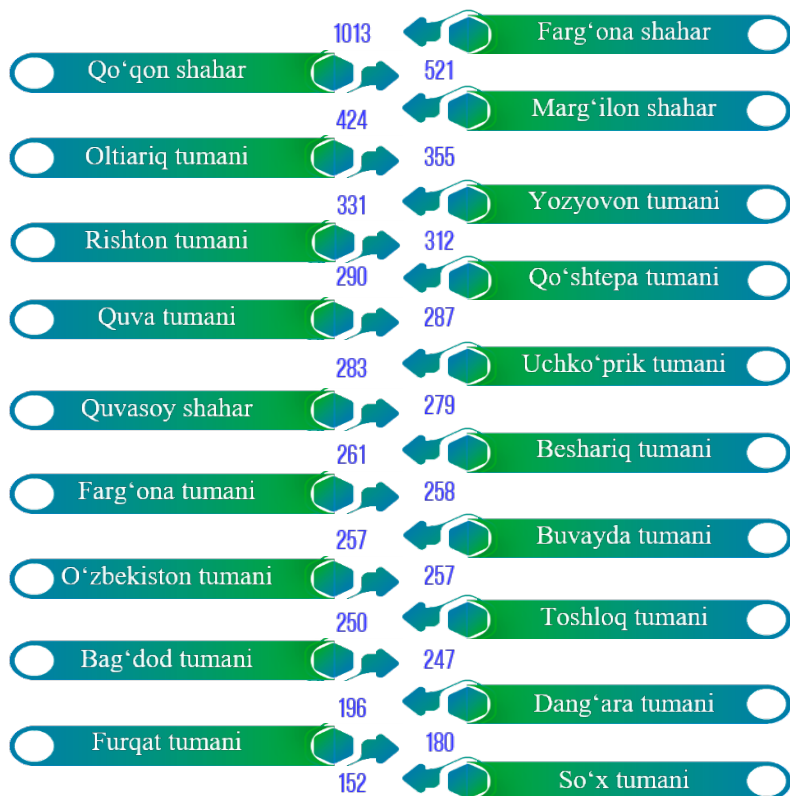 1013 Farg‘ona shahar
Qo‘qon shahar 521
424 Marg‘ilon shahar
Oltiariq tumani 355
331 Yozyovon tumani
Rishton tumani 312
290 Qo‘shtepa tumani
Quva tumani 287
283 Uchko‘prik tumani
Quvasoy shahar 279
261 Beshariq tumani
Farg‘ona tumani 258
257 Buvayda tumani
O‘zbekiston tumani 257
250 Toshloq tumani
Bag‘dod tumani 247
196 Dang‘ara tumani
Furqat tumani 180
152 So‘x tumani